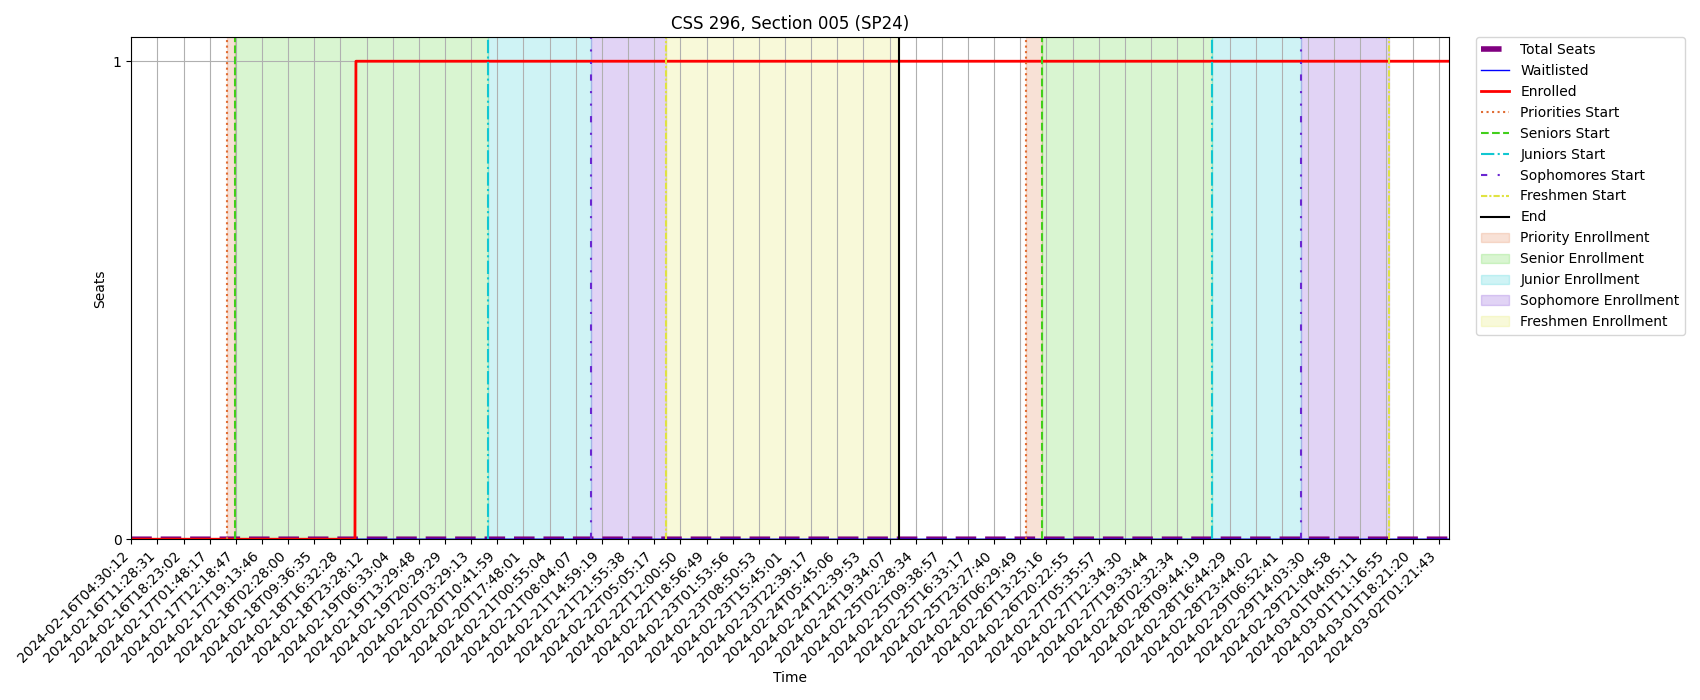 CSS 296, Section 005 (SP24)
Seats
1
0
2024-02-16T04:30:12
2024-02-16T11:28:31
2024-02-16T18:23:02
2024-02-17T01:48:17
2024-02-17T12:18:47
2024-02-17T19:13:46
2024-02-18T02:28:00
2024-02-18T09:36:35
2024-02-18T16:32:28
2024-02-18T23:28:12
2024-02-19T06:33:04
2024-02-19T13:29:48
2024-02-19T20:29:29
2024-02-20T03:29:13
2024-02-20T10:41:59
2024-02-20T17:48:01
2024-02-21T00:55:04
2024-02-21T08:04:07
2024-02-21T14:59:19
2024-02-21T21:55:38
2024-02-22T05:05:17
2024-02-22T12:00:50
2024-02-22T18:56:49
2024-02-23T01:53:56
2024-02-23T08:50:53
2024-02-23T15:45:01
2024-02-23T22:39:17
2024-02-24T05:45:06
2024-02-24T12:39:53
2024-02-24T19:34:07
2024-02-25T02:28:34
2024-02-25T09:38:57
2024-02-25T16:33:17
2024-02-25T23:27:40
2024-02-26T06:29:49
2024-02-26T13:25:16
2024-02-26T20:22:55
2024-02-27T05:35:57
2024-02-27T12:34:30
2024-02-27T19:33:44
2024-02-28T02:32:34
2024-02-28T09:44:19
2024-02-28T16:44:29
2024-02-28T23:44:02
2024-02-29T06:52:41
2024-02-29T14:03:30
2024-02-29T21:04:58
2024-03-01T04:05:11
2024-03-01T11:16:55
2024-03-01T18:21:20
2024-03-02T01:21:43
Time
Total Seats
Waitlisted
Enrolled
Priorities Start
Seniors Start
Juniors Start
Sophomores Start
Freshmen Start
End
Priority Enrollment
Senior Enrollment
Junior Enrollment
Sophomore Enrollment
Freshmen Enrollment